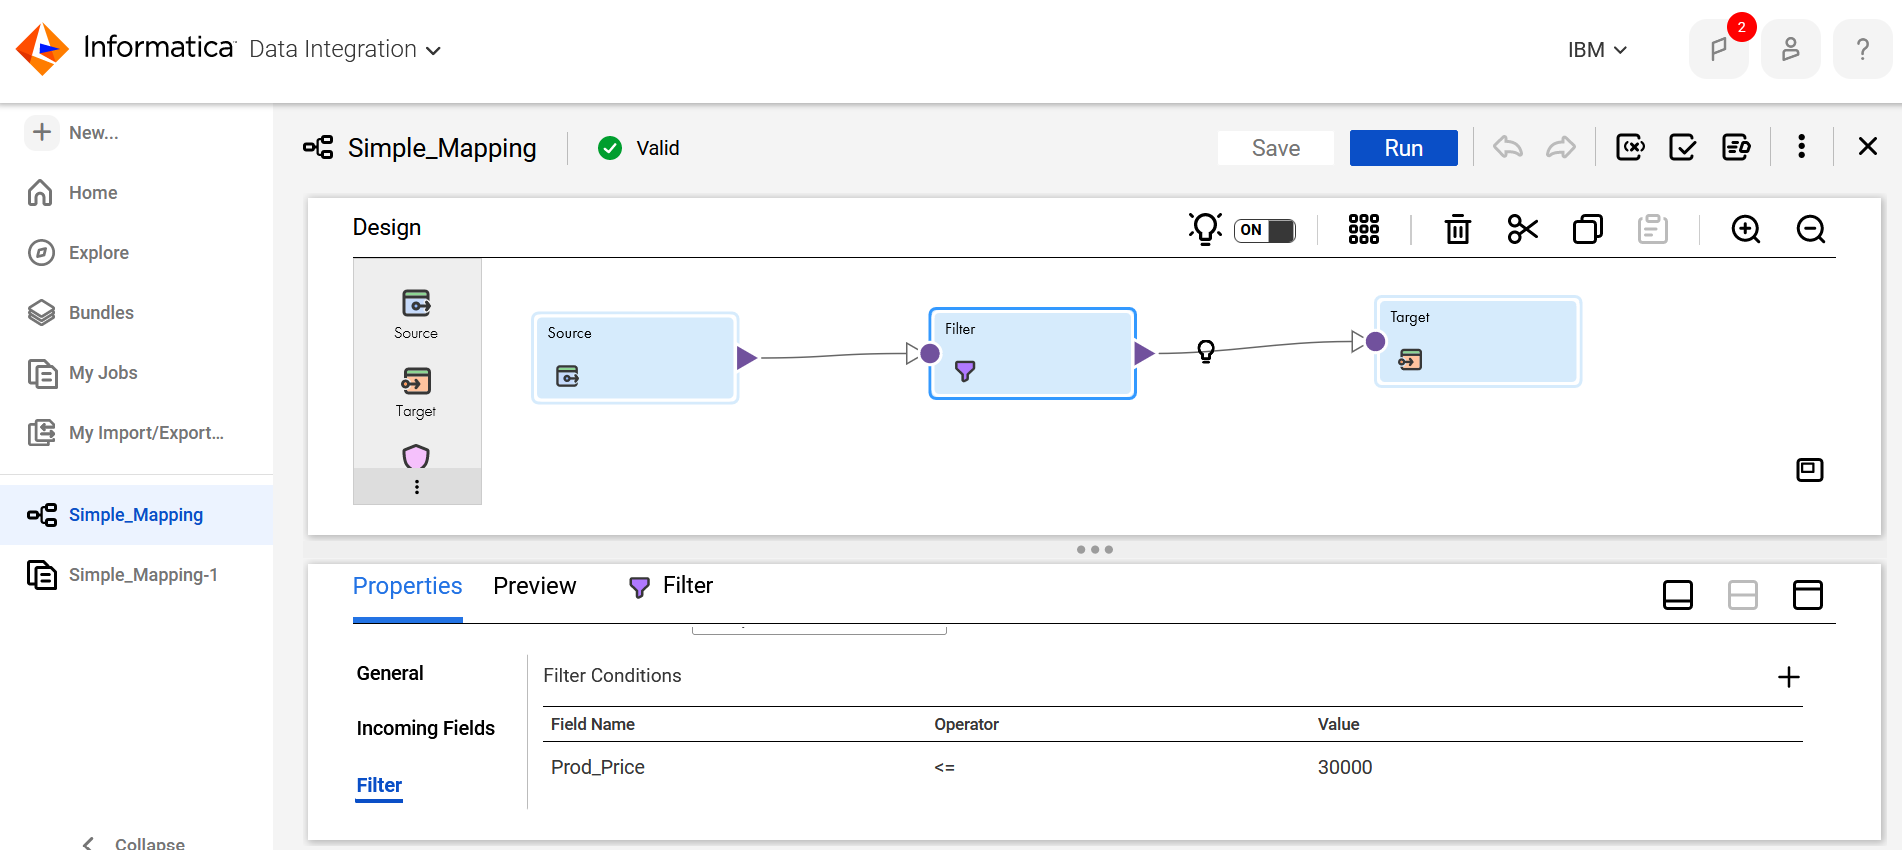 Informatica Data Integration
IBM
2
?
New...
Home
Explore
Bundles
My Jobs
My Import/Export...
Simple_Mapping
Simple_Mapping-1
Collapse
Simple_Mapping
Valid
Save
Run
Design
ON
Source
Target
Source
Filter
Target
Properties
Preview
Filter
General
Incoming Fields
Filter
Filter Conditions
Field Name Operator Value
Prod_Price <= 30000